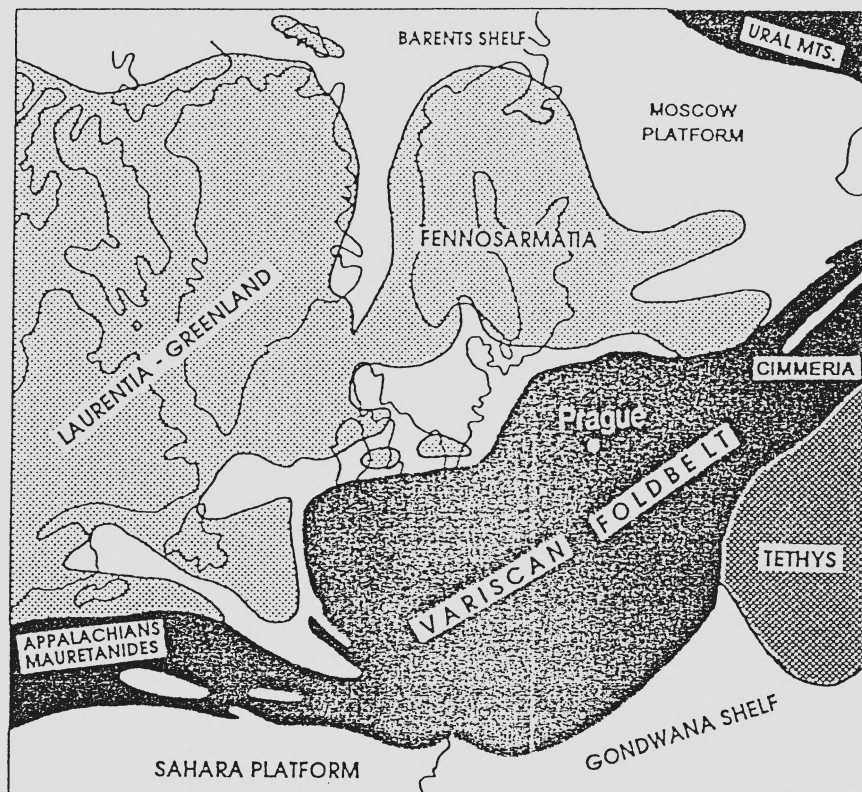 BARENTS SHELF
URAL MTS.
MOSCOW
PLATFORM
FENNOSARMATIA
LAURENTIA - GREENLAND
CIMMERIA
Prague
VARISCAN FOLDBELT
TETHYS
APPALACHIANS
MAURETANIDES
GONDWANA SHELF
SAHARA PLATFORM